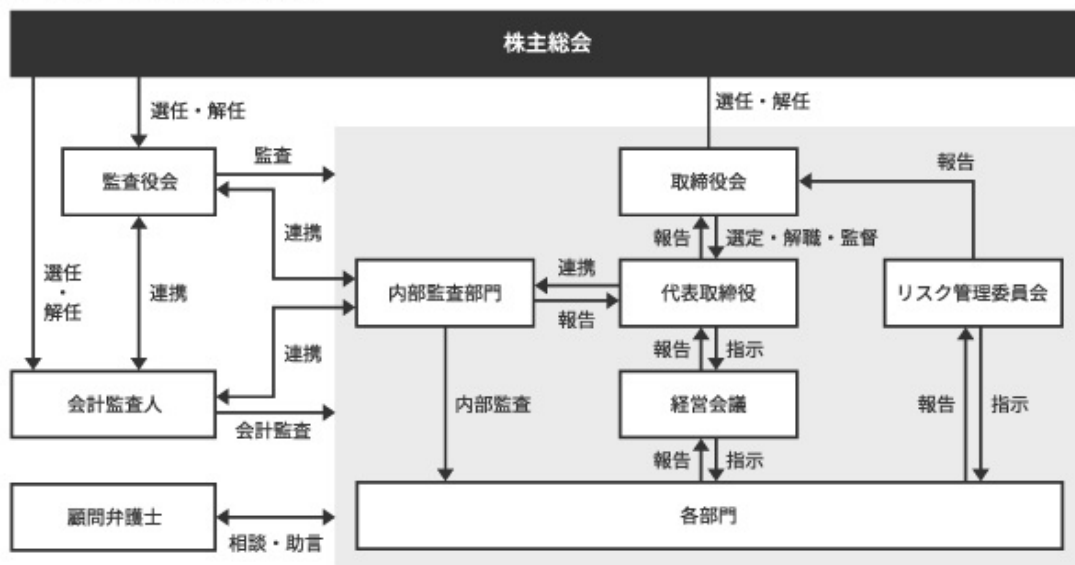 株主総会
選任・解任
選任・解任
監査役会
監査
取締役会
報告
連携
報告
選定・解職・監督
選任
・
解任
連携
内部監査部門
連携
報告
代表取締役
リスク管理委員会
連携
報告
指示
会計監査人
会計監査
内部監査
経営会議
報告
指示
報告
指示
顧問弁護士
相談・助言
各部門